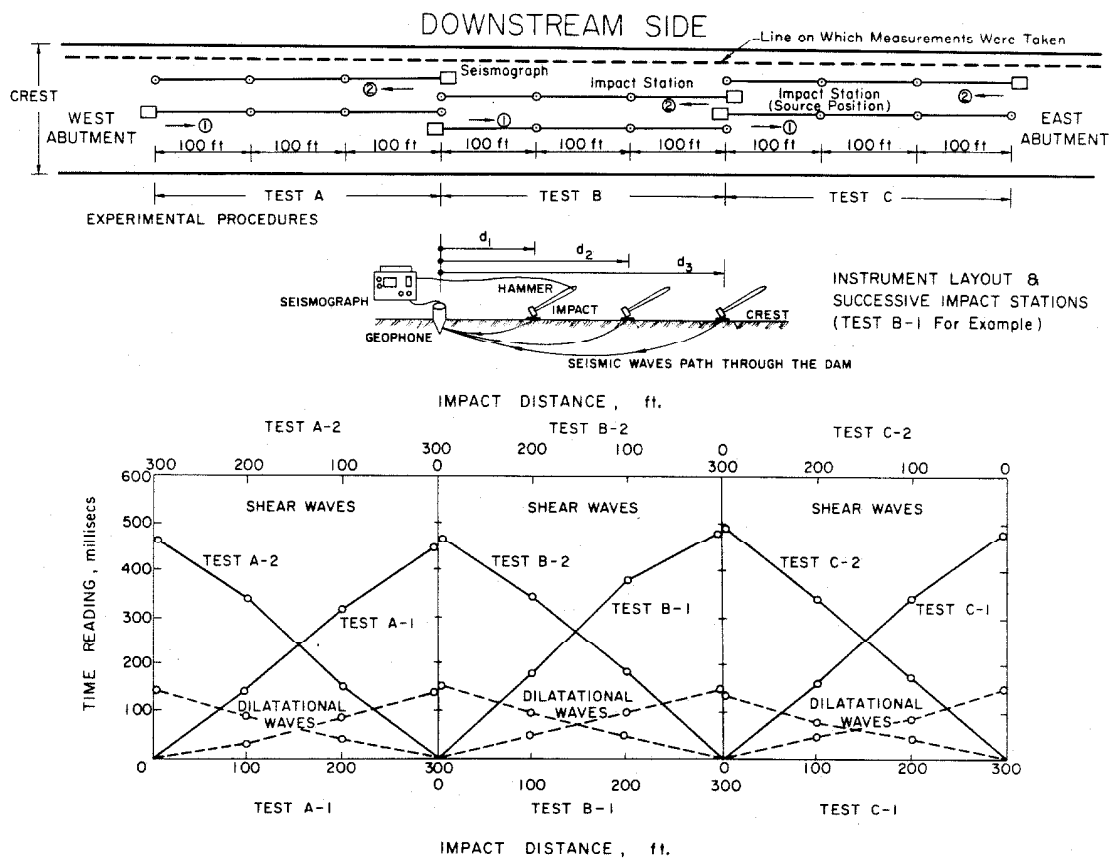 DOWNSTREAM SIDE
Line on Which Measurements Were Taken
Seismograph
Impact Station
② Impact Station
(Source Position)
② ②
CREST
WEST
ABUTMENT
① ① ①
EAST
ABUTMENT
100 ft 100 ft 100 ft 100 ft 100 ft 100 ft 100 ft 100 ft 100 ft
TEST A TEST B TEST C
EXPERIMENTAL PROCEDURES
d1
d2
d3
HAMMER
SEISMOGRAPH
IMPACT
CREST
GEOPHONE
SEISMIC WAVES PATH THROUGH THE DAM
INSTRUMENT LAYOUT &
SUCCESSIVE IMPACT STATIONS
(TEST B-1 For Example)
IMPACT DISTANCE, ft.
TEST A-2 TEST B-2 TEST C-2
300 200 100 0 200 100 0 200 100 0
300 300
600
500
400
300
200
100
TIME READING, millisecs
SHEAR WAVES SHEAR WAVES SHEAR WAVES
TEST A-2 TEST B-2 TEST C-2
TEST A-1 TEST B-1 TEST C-1
DILATATIONAL
WAVES
DILATATIONAL
WAVES
DILATATIONAL
WAVES
0 100 200 300 100 200 300 100 200 300
0 0
TEST A-1 TEST B-1 TEST C-1
IMPACT DISTANCE, ft.